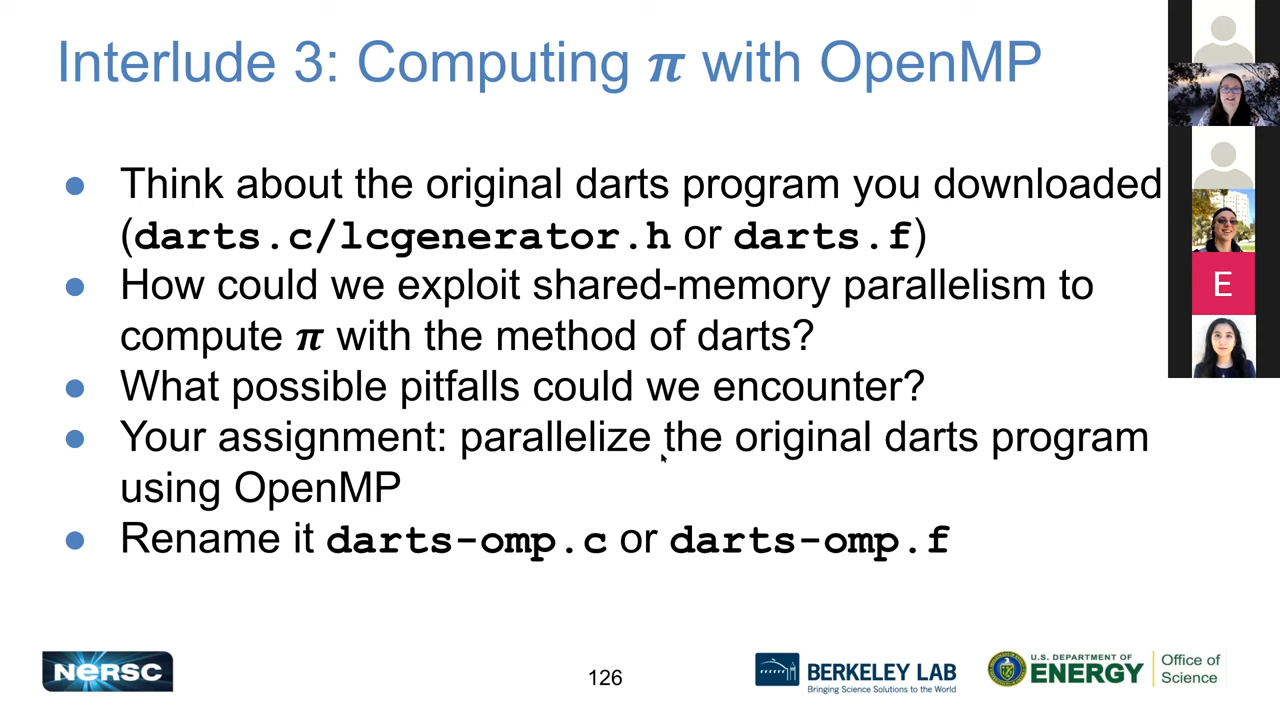 Interlude 3: Computing π with OpenMP
● Think about the original darts program you downloaded
(darts.c/lcgenerator.h or darts.f)
● How could we exploit shared-memory parallelism to
compute π with the method of darts?
● What possible pitfalls could we encounter?
● Your assignment: parallelize the original darts program
using OpenMP
● Rename it darts-omp.c or darts-omp.f
E
NERSC
126
BERKELEY LAB
Bringing Science Solutions to the World
U.S. DEPARTMENT OF
ENERGY
Office of
Science